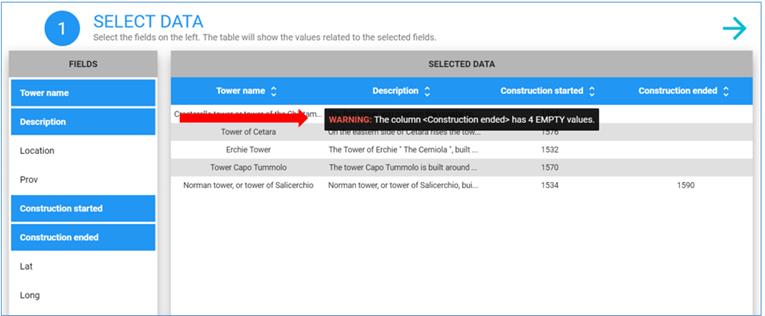 1
SELECT DATA
Select the fields on the left. The table will show the values related to the selected fields.
FIELDS
Tower name
Description
Location
Prov
Construction started
Construction ended
Lat
Long
SELECTED DATA
Tower name Description Construction started Construction ended
WARNING: The column <Construction ended> has 4 EMPTY values.
Tower of Cetara On the eastern side of Cetara rises the tow... 1576
Erchie Tower The Tower of Erchie " The Cerniola ", built ... 1532
Tower Capo Tummolo The tower Capo Tummolo is built around ... 1570
Norman tower, or tower of Salicerchio Norman tower, or tower of Salicerchio, bui... 1534 1590